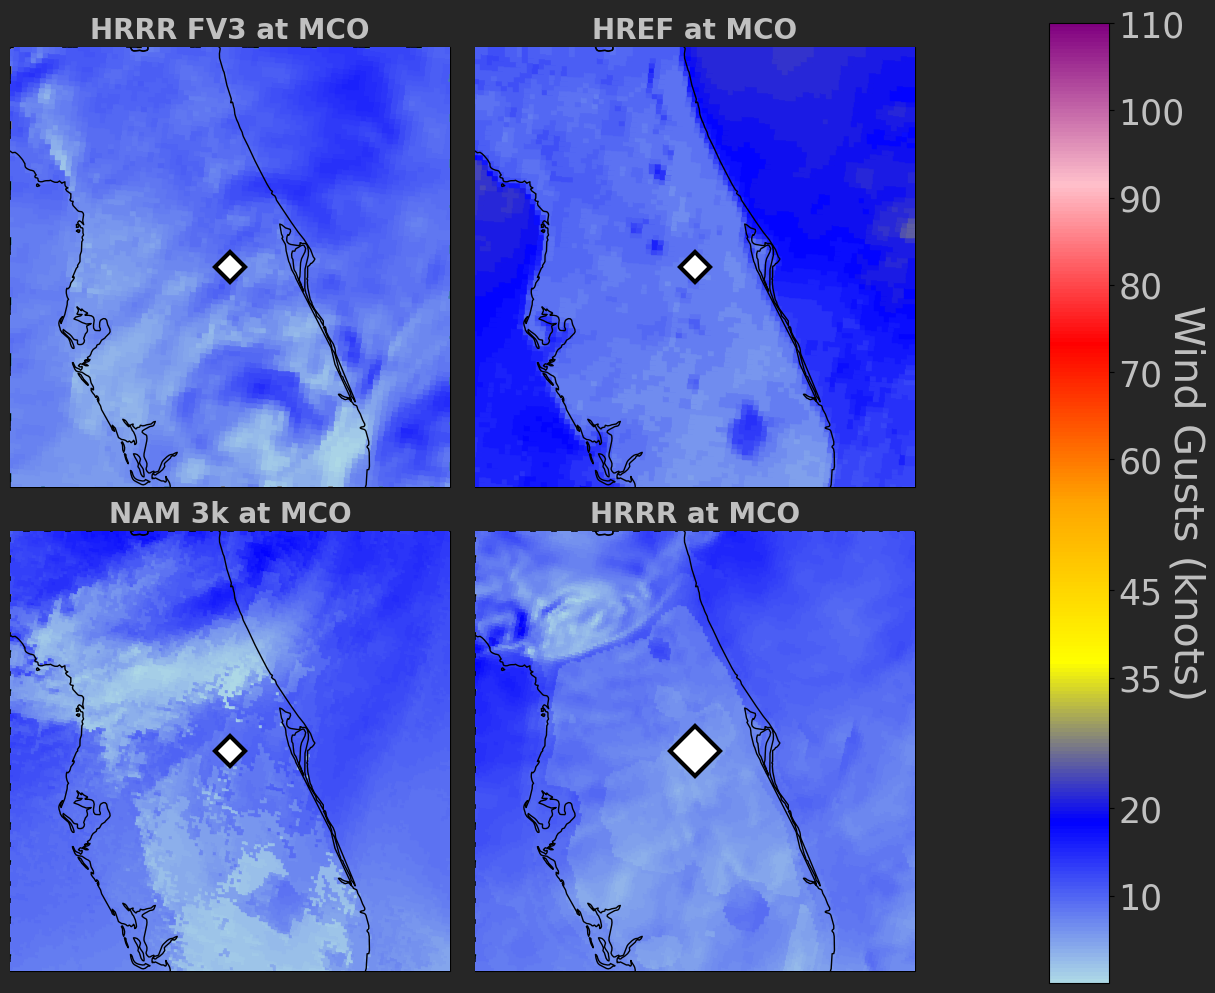 HRRR FV3 at MCO
HREF at MCO
NAM 3k at MCO
HRRR at MCO
110
100
90
80
70
60
45
35
20
10
Wind Gusts (knots)